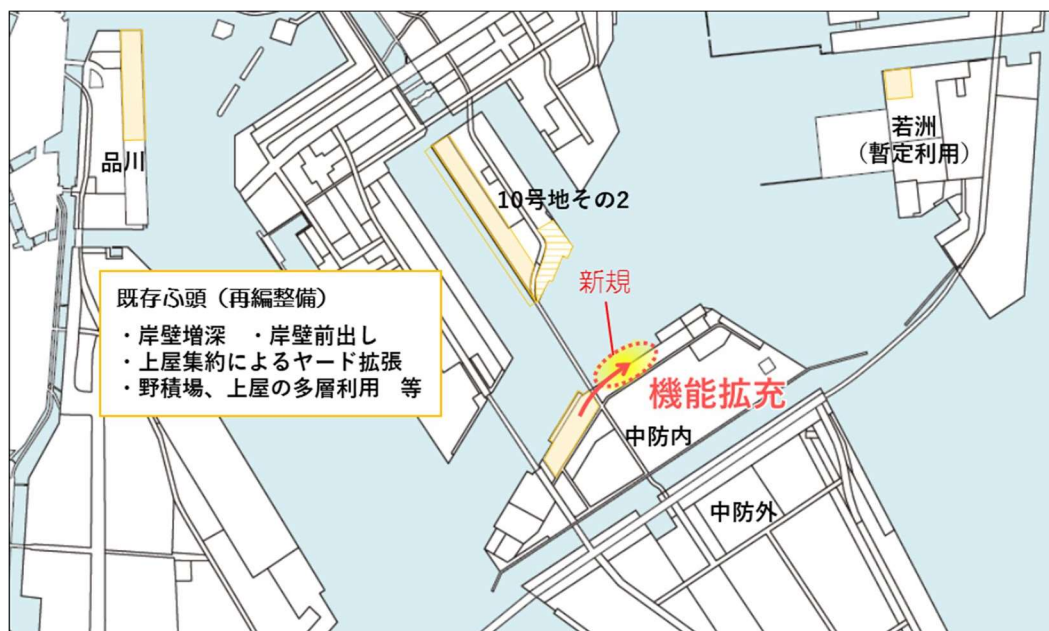 品川
10号地その2
若洲
（暫定利用）
新規
既存ふ頭（再編整備）
・岸壁増深　・岸壁前出し
・上屋集約によるヤード拡張
・野積場、上屋の多層利用　等
機能拡充
中防内
中防外